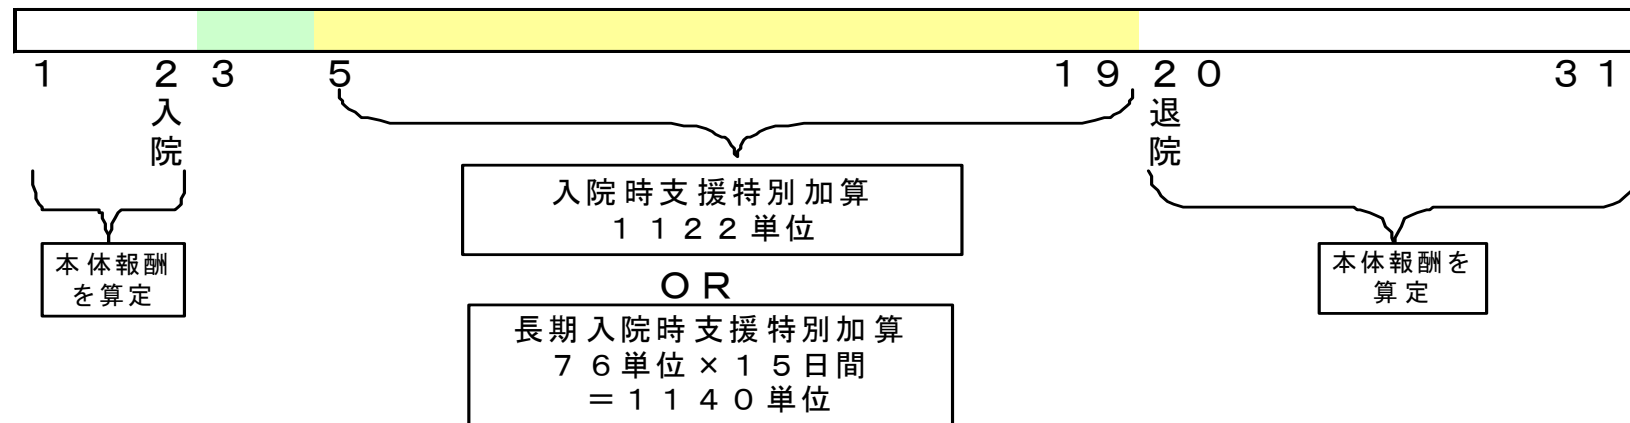 １ ２ ３ ５ １９ ２０ ３１
入
院
退
院
入院時支援特別加算
１１２２単位
本体報酬
を算定
本体報酬を
算定
ＯＲ
長期入院時支援特別加算
７６単位×１５日間
＝１１４０単位